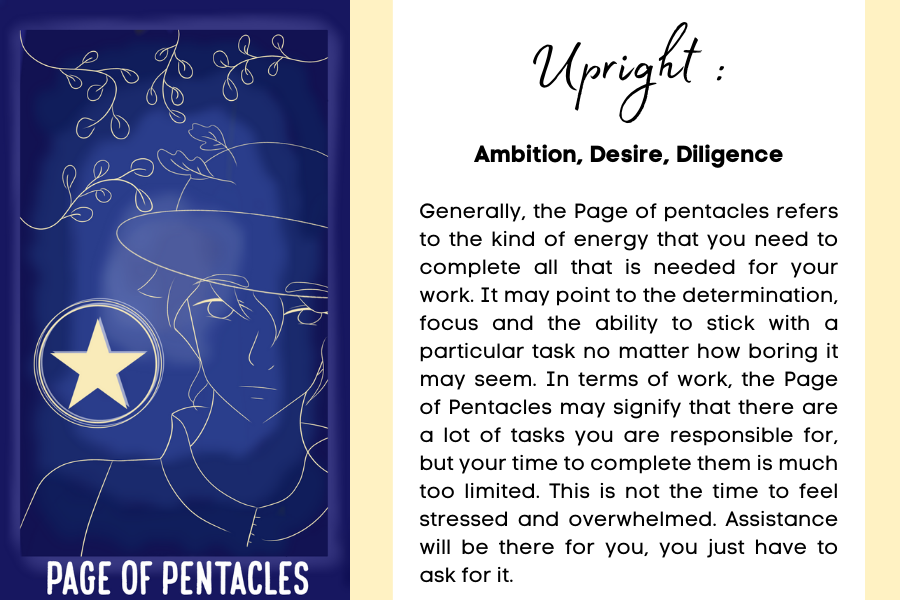 Upright :
Ambition, Desire, Diligence
Generally, the Page of pentacles refers
to the kind of energy that you need to
complete all that is needed for your
work. It may point to the determination,
focus and the ability to stick with a
particular task no matter how boring it
may seem. In terms of work, the Page
of Pentacles may signify that there are
a lot of tasks you are responsible for,
but your time to complete them is much
too limited. This is not the time to feel
stressed and overwhelmed. Assistance
will be there for you, you just have to
ask for it.
PAGE OF PENTACLES